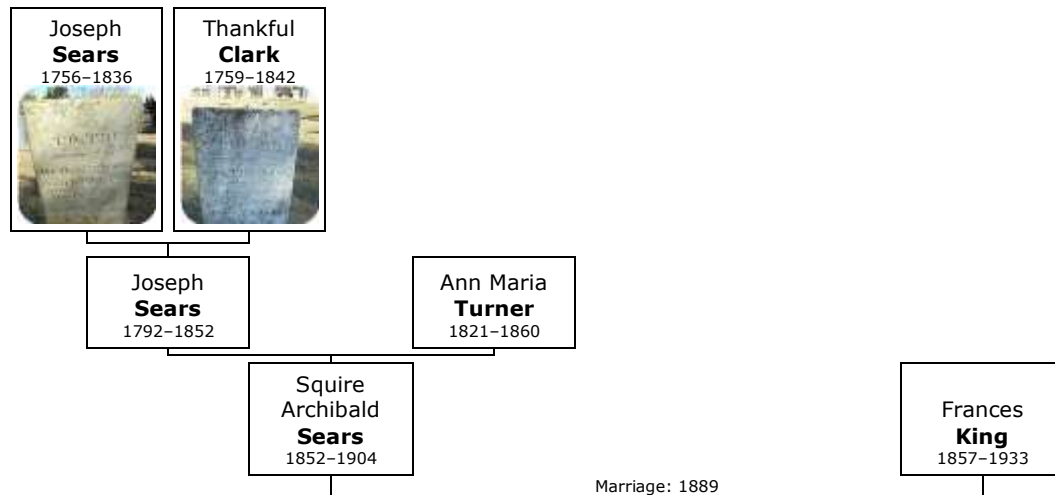 Joseph
Sears
1756–1836
Thankful
Clark
1759–1842
Joseph
Sears
1792–1852
Ann Maria
Turner
1821–1860
Squire
Archibald
Sears
1852–1904
Frances
King
1857–1933
Marriage: 1889